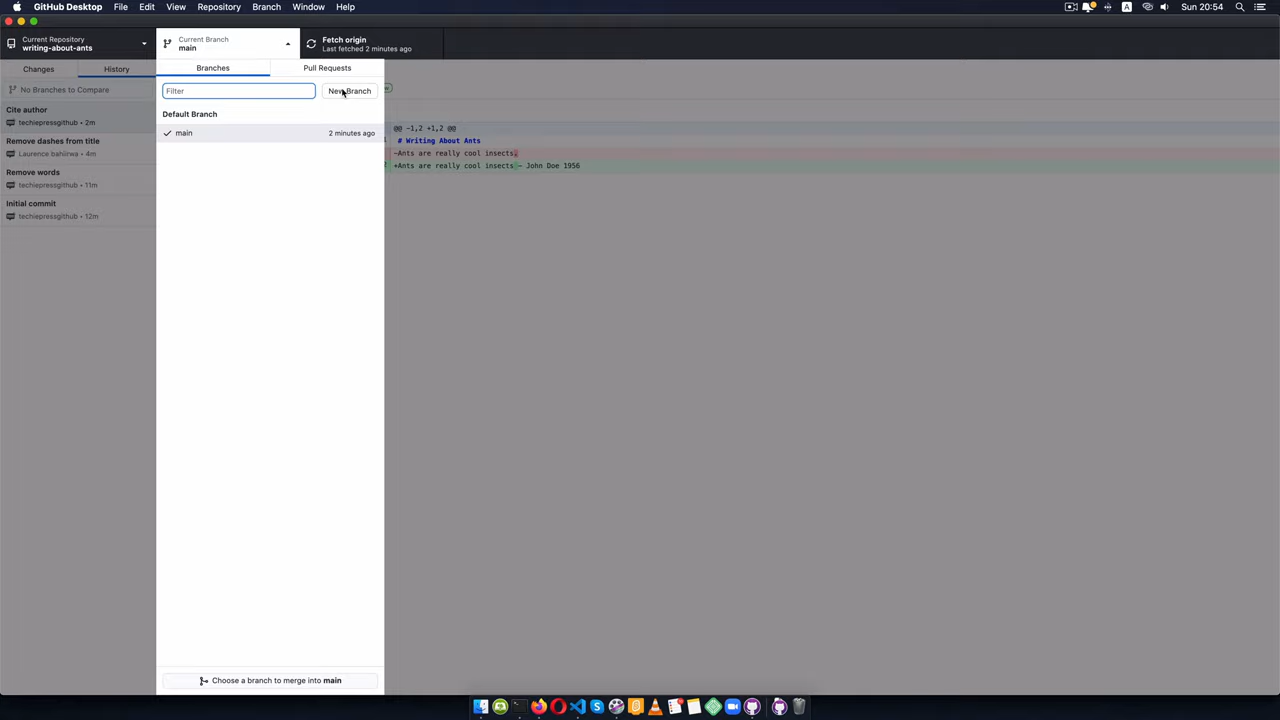 GitHub Desktop File Edit View Repository Branch Window Help
A Sun 20:54
Current Repository
writing-about-ants
Current Branch
main
Fetch origin
Last fetched 2 minutes ago
Changes
History
Branches
Pull Requests
No Branches to Compare
Filter
New Branch
Cite author
techiepressgithub • 2m
Remove dashes from title
Laurence bahiirwa • 4m
Remove words
techiepressgithub • 11m
Initial commit
techiepressgithub • 12m
Default Branch
main
2 minutes ago
@@ -1,2 +1,2 @@
# Writing About Ants
-Ants are really cool insects.
+Ants are really cool insects - John Doe 1956
Choose a branch to merge into main